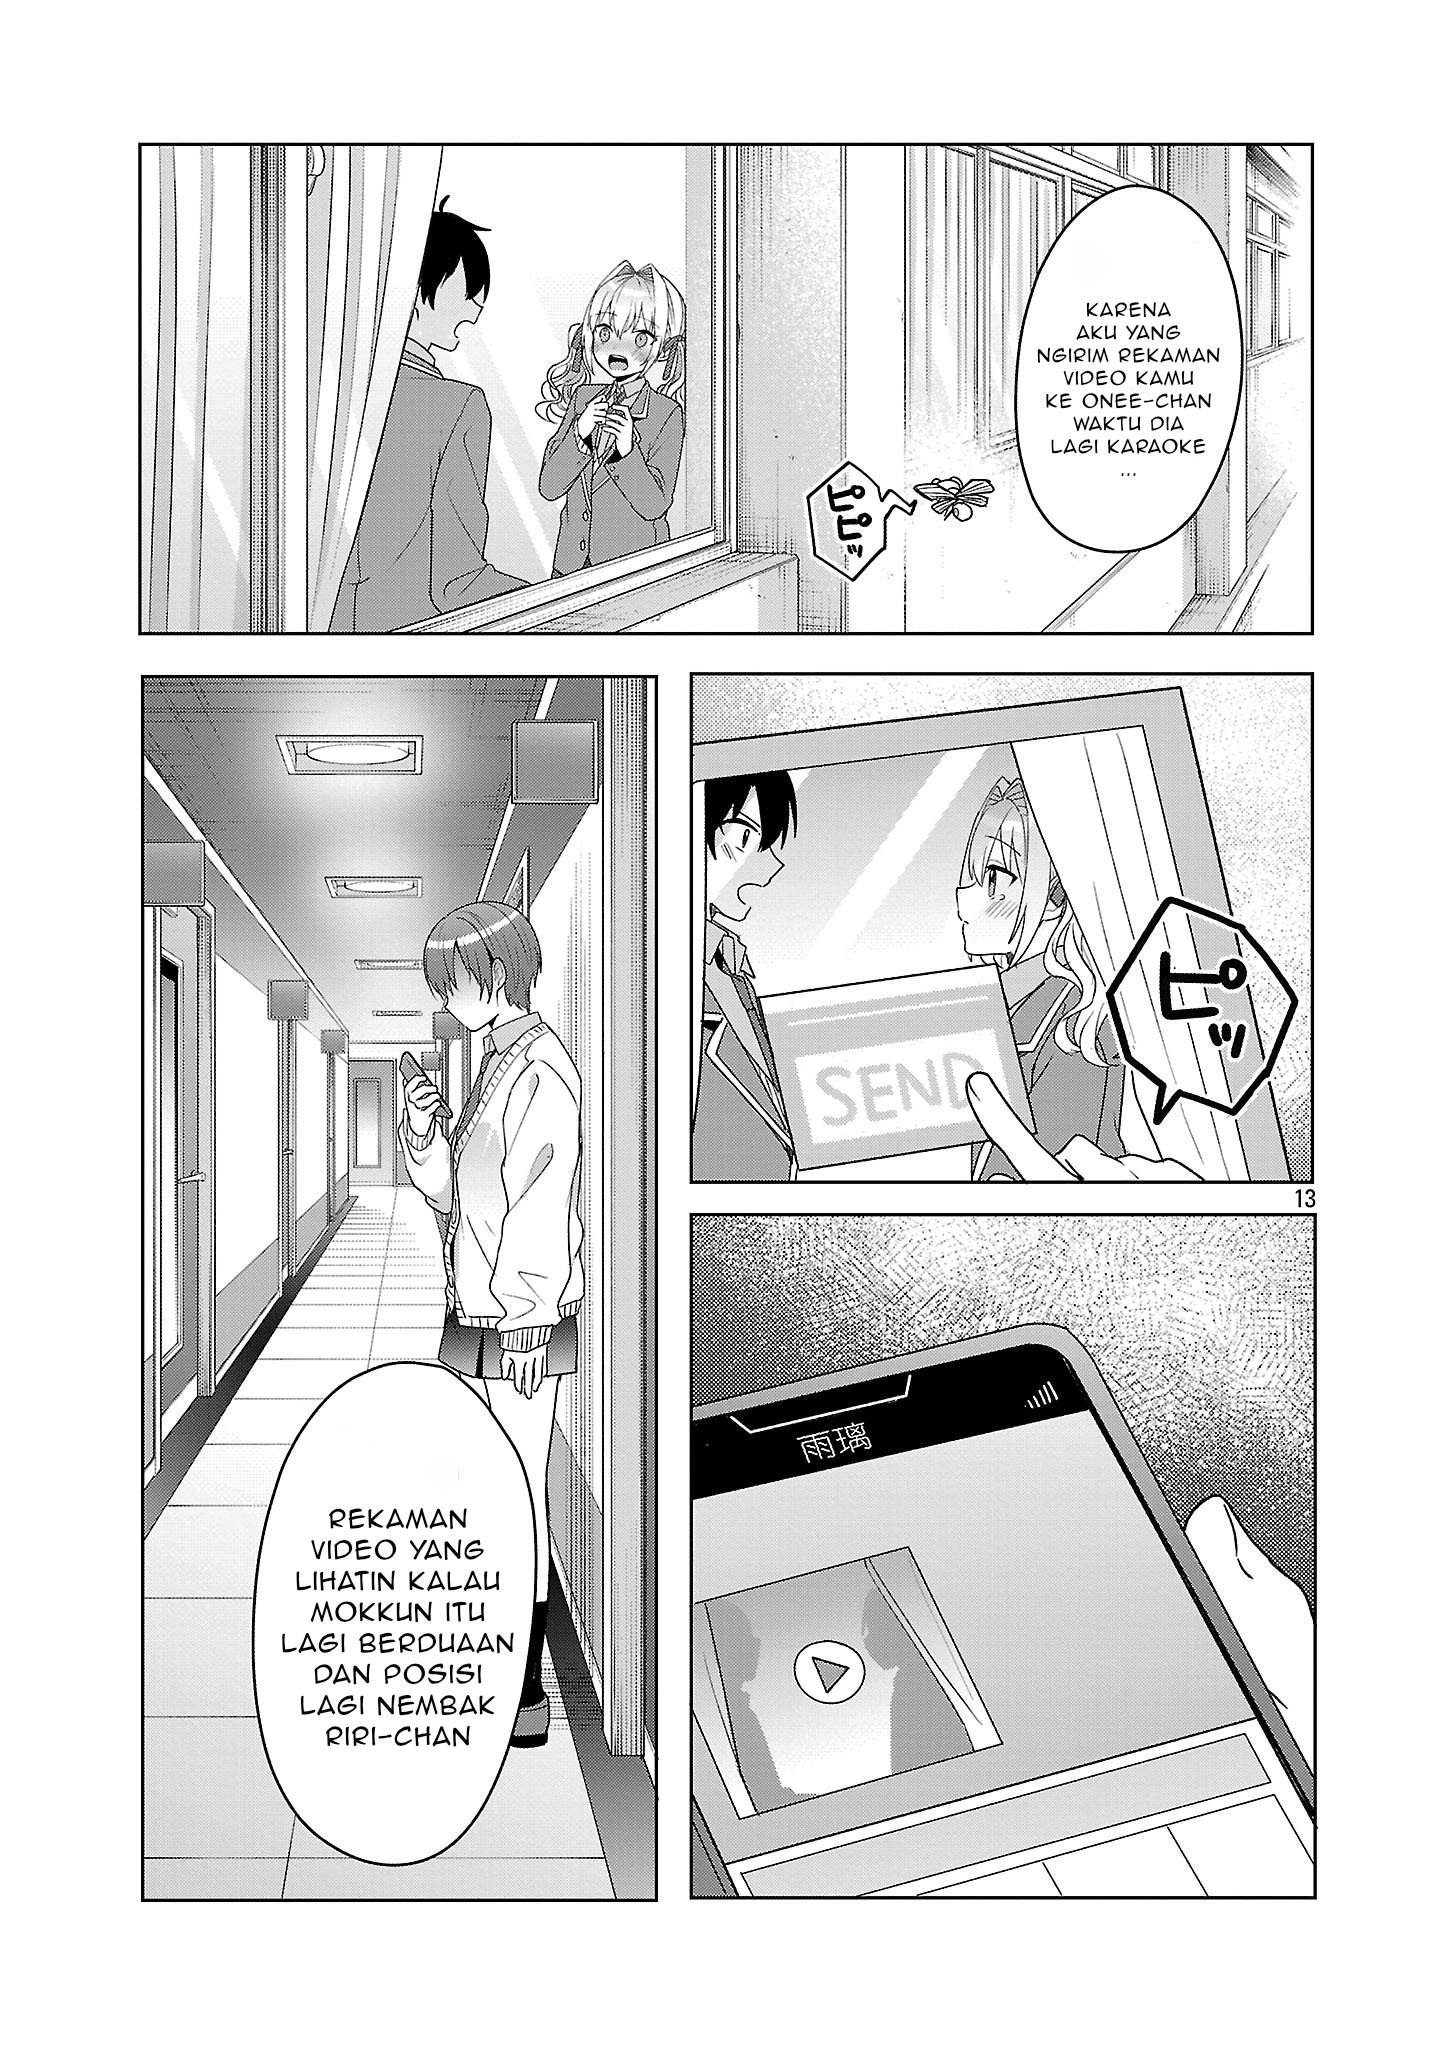 KARENA
AKU YANG
NGIRIM REKAMAN
VIDEO KAMU
KE ONEE-CHAN
WAKTU DIA
LAGI KARAOKE
...
ピピッ
SEND
ピッ
13
雨璃
REKAMAN
VIDEO YANG
LIHATIN KALAU
MOKKUN ITU
LAGI BERDUAAN
DAN POSISI
LAGI NEMBAK
RIRI-CHAN